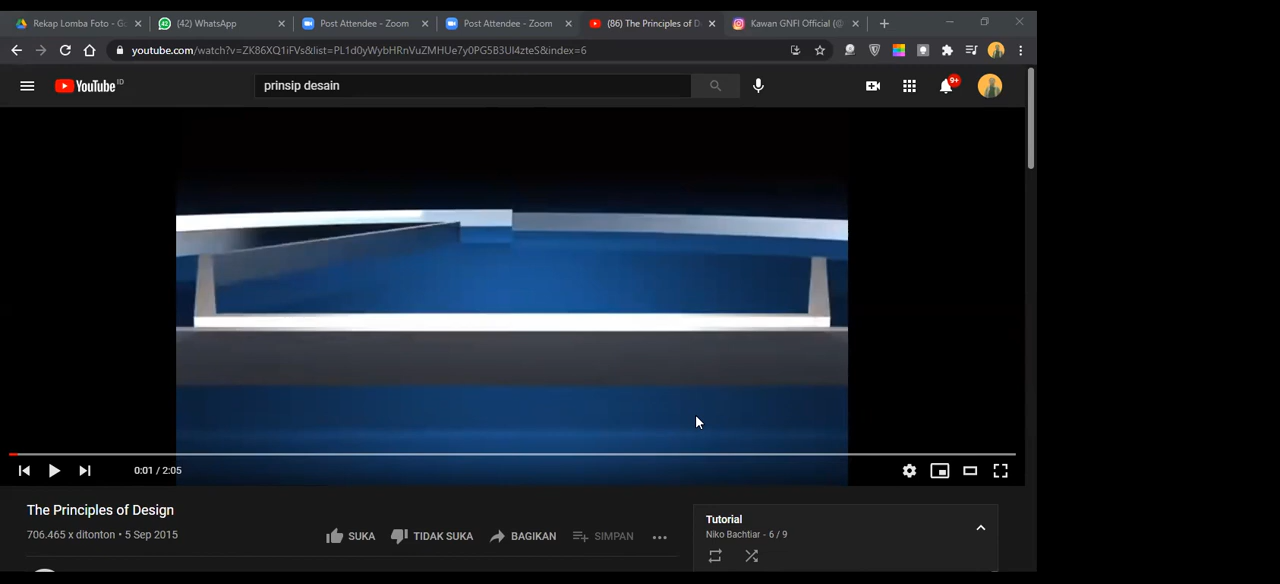 Rekap Lomba Foto - Go
(42) WhatsApp
Post Attendee - Zoom
Post Attendee - Zoom
(86) The Principles of D
Kawan GNFI Official (@
youtube.com/watch?v=ZK86XQ1iFVs&list=PL1d0yWybHRnVuZMHUe7y0PG5B3UI4zteS&index=6
YouTube ID
prinsip desain
9+
0:01 / 2:05
The Principles of Design
706.465 x ditonton • 5 Sep 2015
SUKA
TIDAK SUKA
BAGIKAN
SIMPAN
Tutorial
Niko Bachtiar - 6 / 9